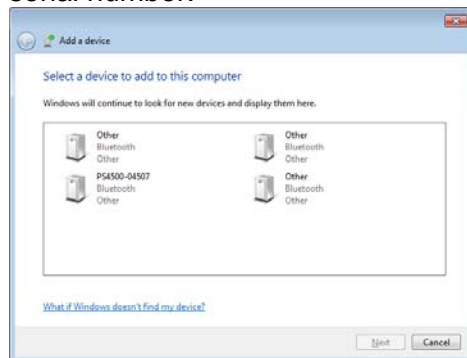 serial number.
Add a device
Select a device to add to this computer
Windows will continue to look for new devices and display them here.
Other
Bluetooth
Other
Other
Bluetooth
Other
PS4500-04507
Bluetooth
Other
Other
Bluetooth
Other
What if Windows doesn't find my device?
Next
Cancel